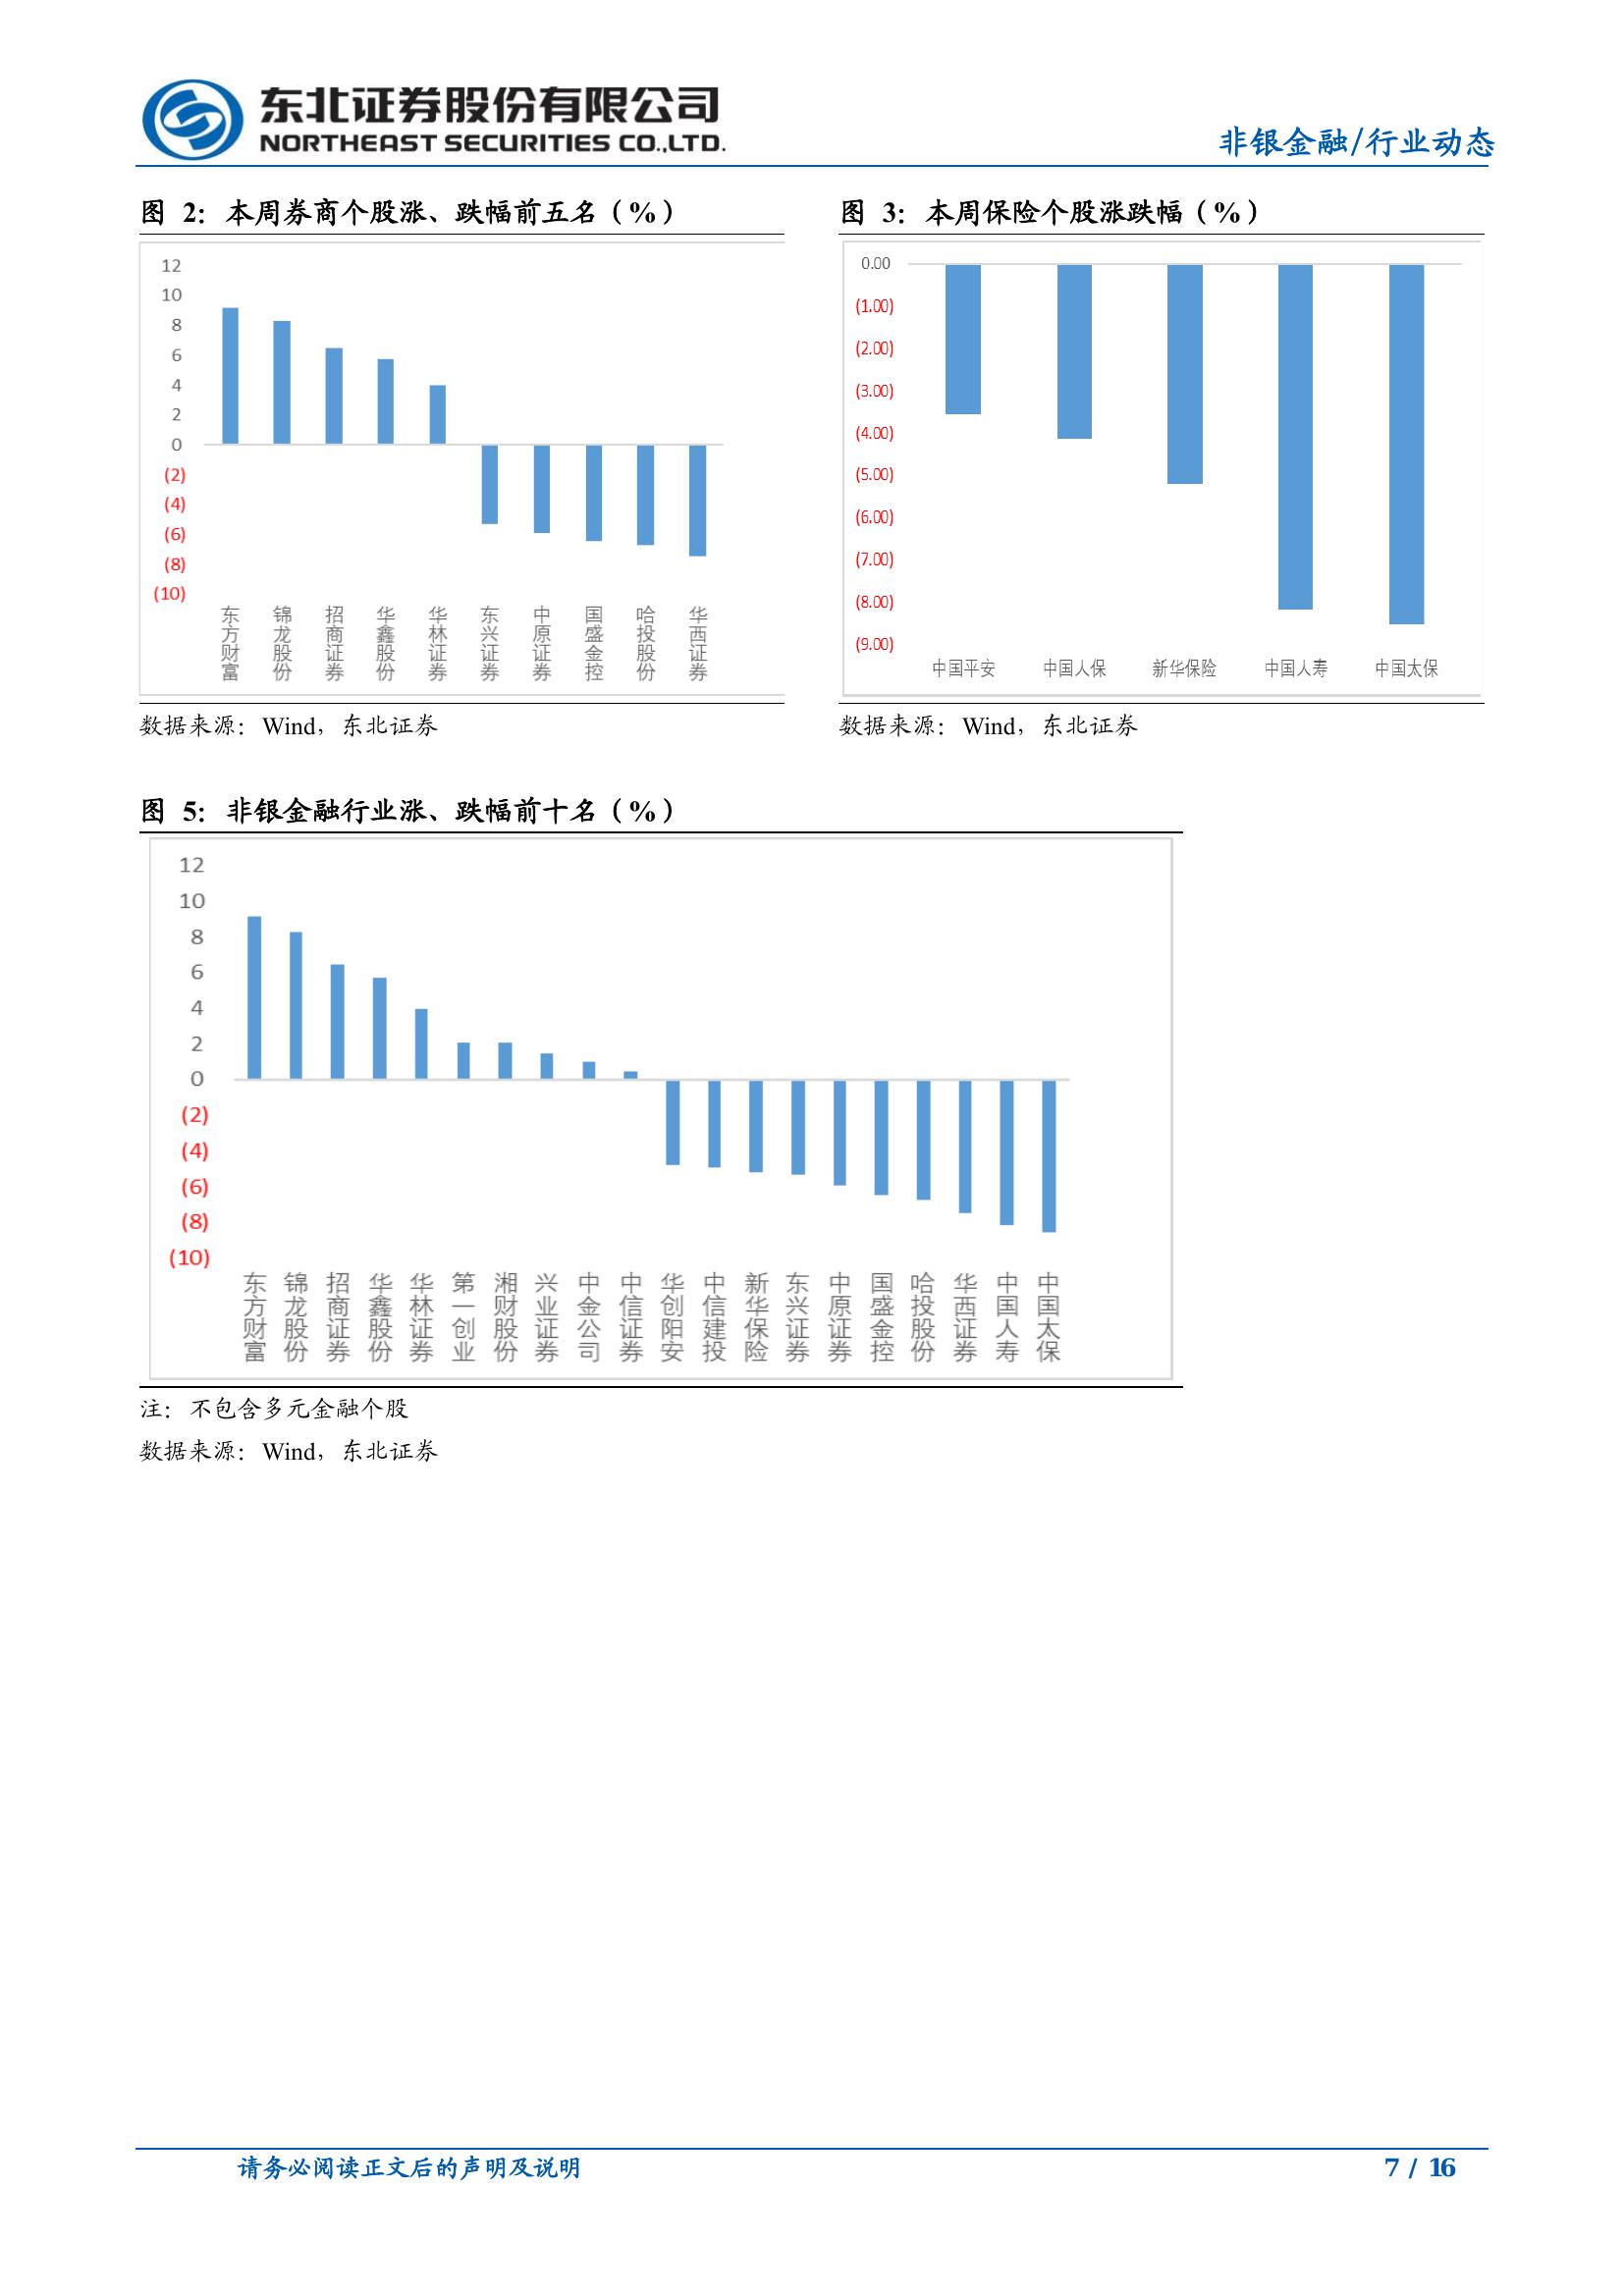 东北证券股份有限公司
NORTHEAST SECURITIES CO.,LTD.
非银金融/行业动态
图 2：本周券商个股涨、跌幅前五名（%）
12
10
8
6
4
2
0
(2)
(4)
(6)
(8)
(10)
东方财富
锦龙股份
招商证券
华鑫股份
华林证券
东兴证券
中原证券
国盛金控
哈投股份
华西证券
数据来源：Wind，东北证券
图 3：本周保险个股涨跌幅（%）
0.00
(1.00)
(2.00)
(3.00)
(4.00)
(5.00)
(6.00)
(7.00)
(8.00)
(9.00)
中国平安 中国人保 新华保险 中国人寿 中国太保
数据来源：Wind，东北证券
图 5：非银金融行业涨、跌幅前十名（%）
12
10
8
6
4
2
0
(2)
(4)
(6)
(8)
(10)
东方财富
锦龙股份
招商证券
华鑫股份
华林证券
第一创业
湘财股份
兴业证券
中金公司
中信证券
华创阳安
中信建投
新华保险
东兴证券
中原证券
国盛金控
哈投股份
华西证券
中国人寿
中国太保
注：不包含多元金融个股
数据来源：Wind，东北证券
请务必阅读正文后的声明及说明
7 / 16